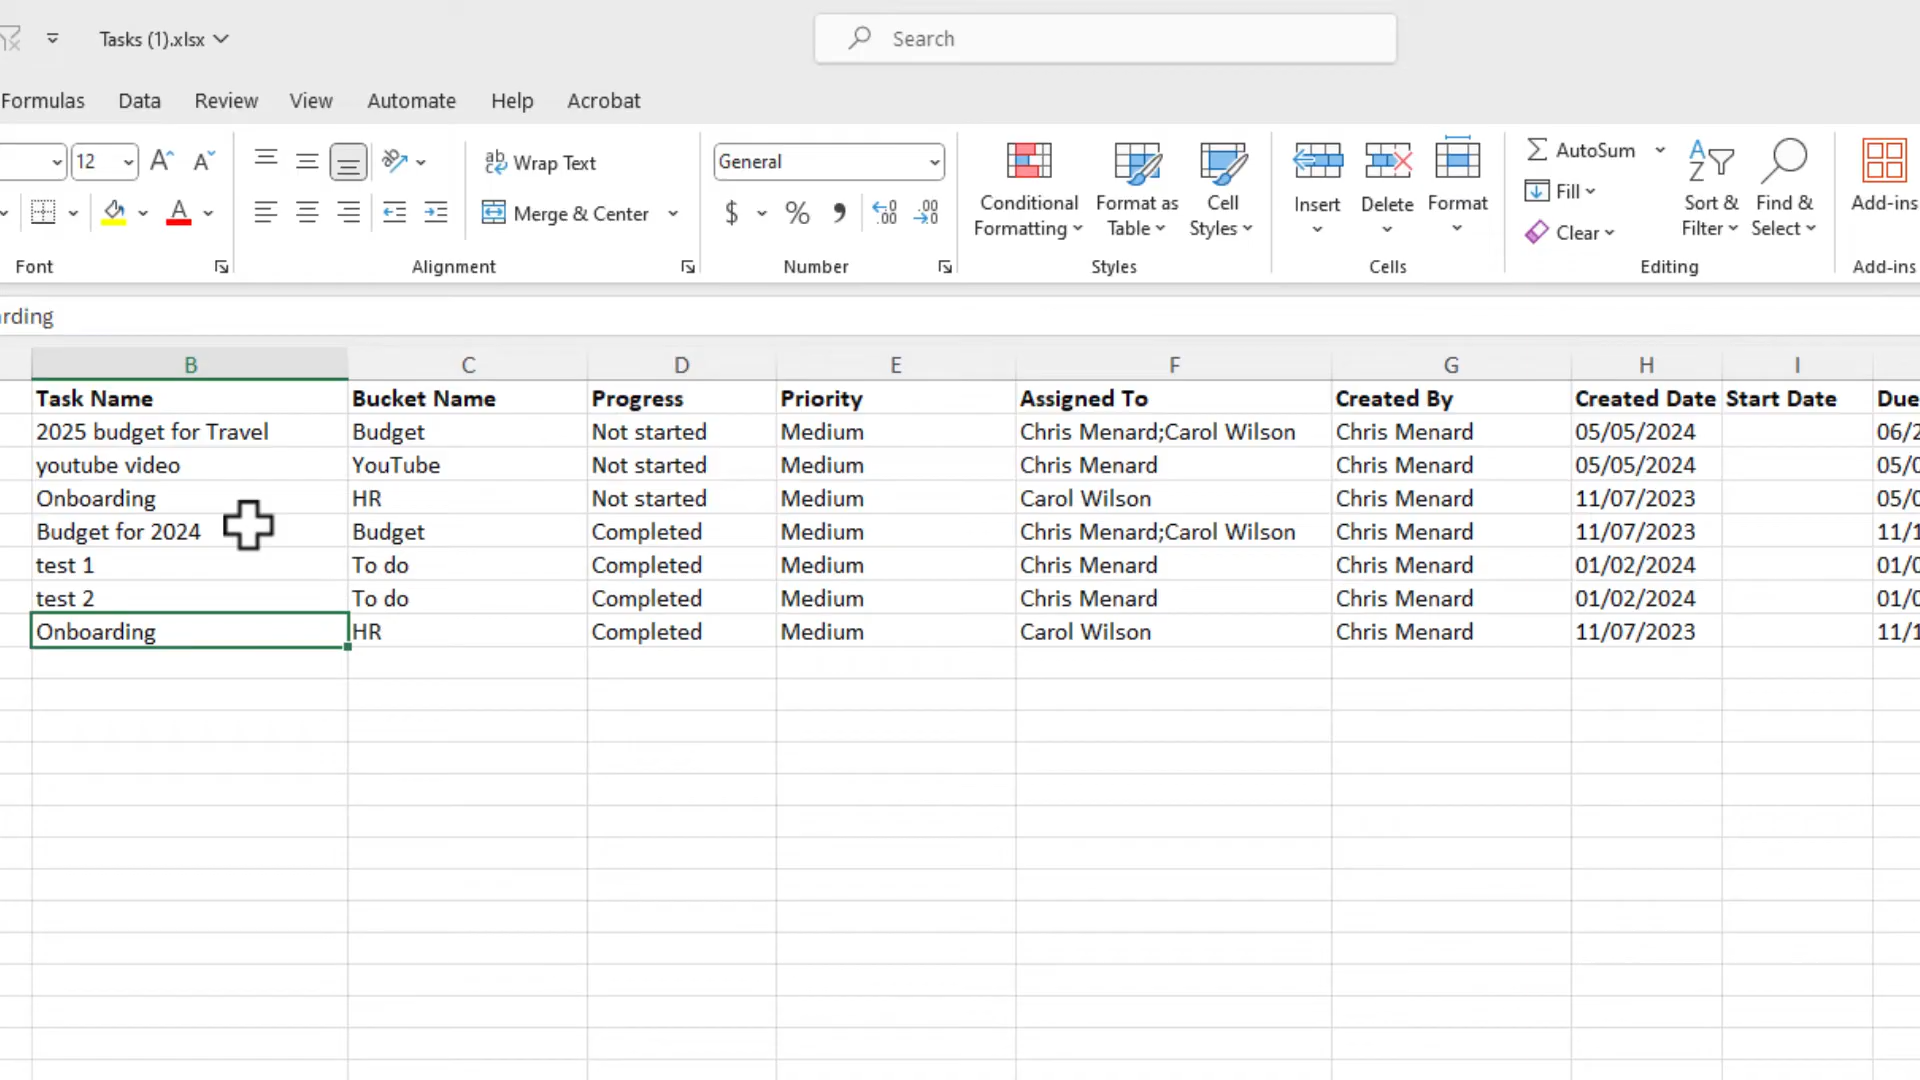 Tasks (1).xlsx
Search
Formulas Data Review View Help Automate Acrobat
12
ab Wrap Text
General
Merge & Center
$ % .00 .00
Conditional Formatting
Format as Table
Cell Styles
Insert
Delete
Format
AutoSum
Fill
Clear
Sort & Filter
Find & Select
Add-ins
Font Alignment Number Styles Cells Editing Add-ins
B C D E F G H I
Task Name Bucket Name Progress Priority Assigned To Created By Created Date Start Date Due
2025 budget for Travel Budget Not started Medium Chris Menard;Carol Wilson Chris Menard 05/05/2024
youtube video YouTube Not started Medium Chris Menard Chris Menard 05/05/2024
Onboarding HR Not started Medium Carol Wilson Chris Menard 11/07/2023
Budget for 2024 Budget Completed Medium Chris Menard;Carol Wilson Chris Menard 11/07/2023
test 1 To do Completed Medium Chris Menard Chris Menard 01/02/2024
test 2 To do Completed Medium Chris Menard Chris Menard 01/02/2024
Onboarding HR Completed Medium Carol Wilson Chris Menard 11/07/2023